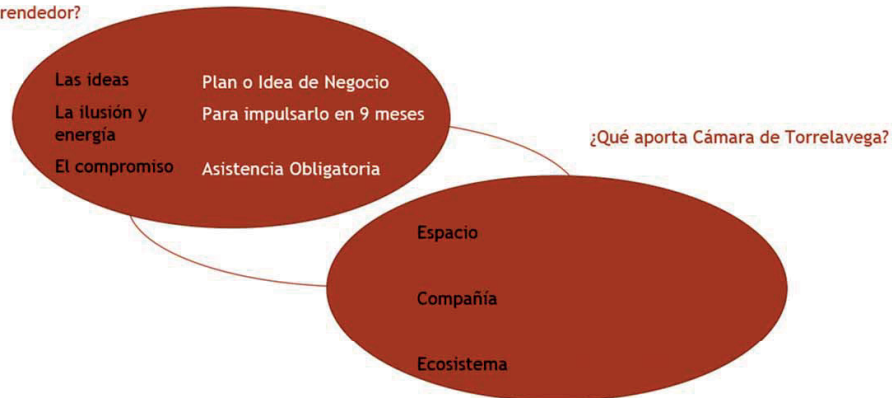 rendedor?
Las ideas Plan o Idea de Negocio
La ilusión y Para impulsarlo en 9 meses
energía
El compromiso Asistencia Obligatoria
¿Qué aporta Cámara de Torrelavega?
Espacio
Compañía
Ecosistema